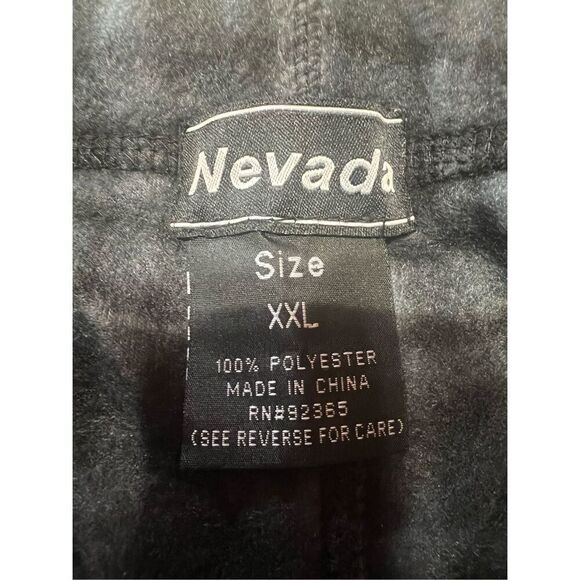 Nevada
Size
XXL
100% POLYESTER
MADE IN CHINA
RN#92365
(SEE REVERSE FOR CARE)